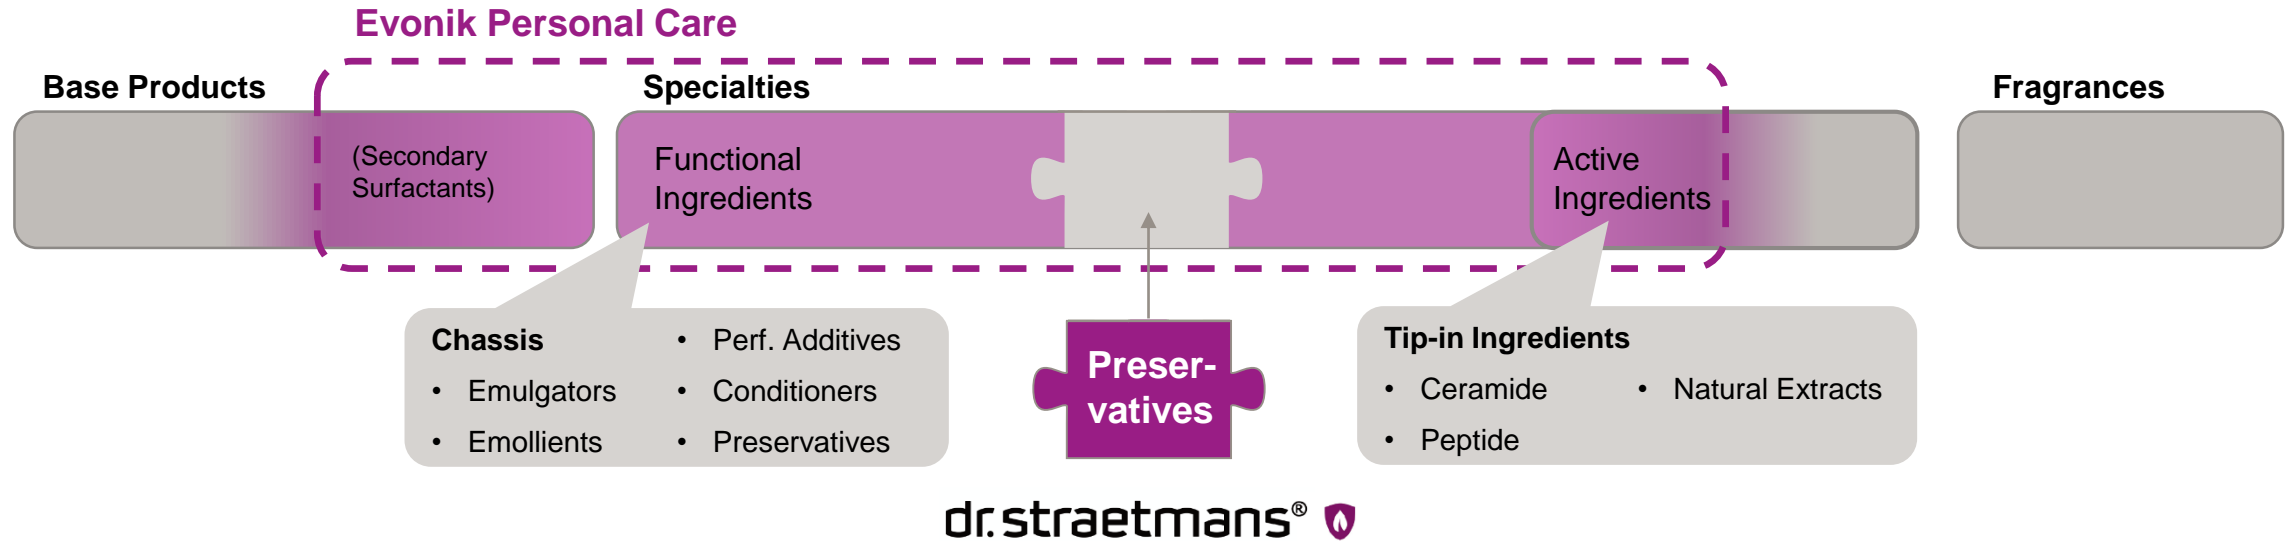 Evonik Personal Care
Base Products
Specialties
Fragrances
(Secondary
Surfactants)
Functional
Ingredients
Active
Ingredients
Chassis
• Emulgators
• Emollients
• Perf. Additives
• Conditioners
• Preservatives
Preser-
vatives
Tip-in Ingredients
• Ceramide
• Peptide
• Natural Extracts
dr.straetmans®